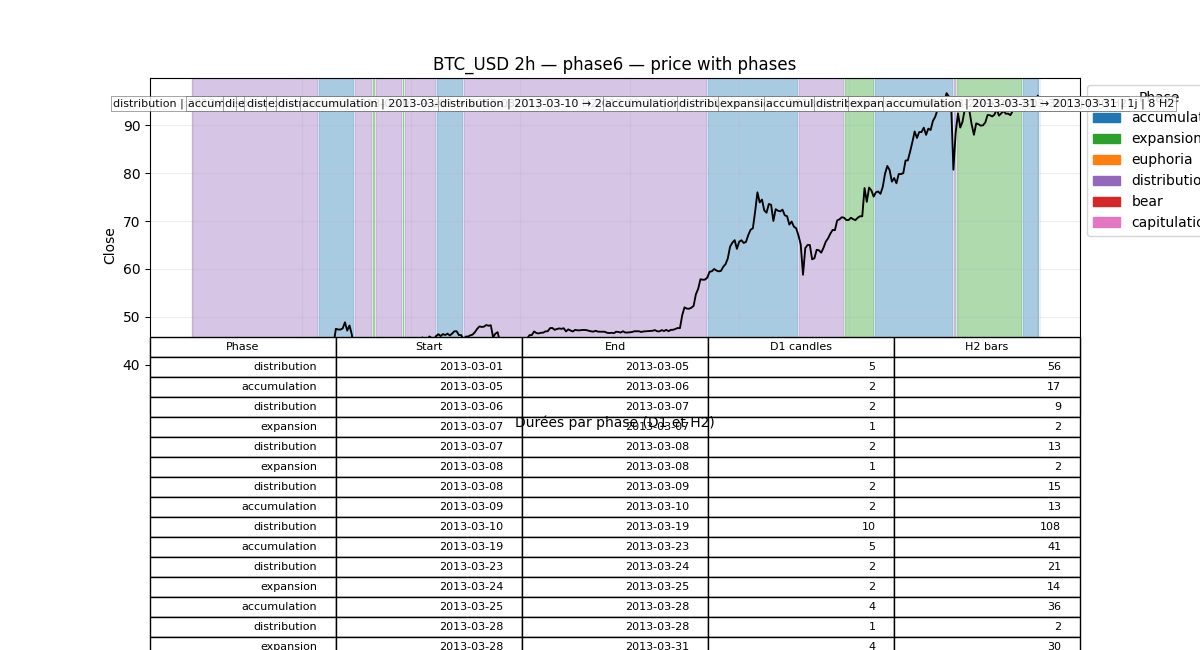 BTC_USD 2h — phase6 — price with phases
distribution | accum di e diste distr accumulation | 2013-03- distribution | 2013-03-10 → 2 accumulation distribu expansi accumul distrib expan accumulation | 2013-03-31 → 2013-03-31 | 1j | 8 H2
Phase
accumulat
expansion
euphoria
distributio
bear
capitulatio
Close
90
80
70
60
50
40
Phase Start End D1 candles H2 bars
distribution 2013-03-01 2013-03-05 5 56
accumulation 2013-03-05 2013-03-06 2 17
distribution 2013-03-06 2013-03-07 2 9
Durées par phase (D1 et H2)
expansion 2013-03-07 2013-03-07 1 2
distribution 2013-03-07 2013-03-08 2 13
expansion 2013-03-08 2013-03-08 1 2
distribution 2013-03-08 2013-03-09 2 15
accumulation 2013-03-09 2013-03-10 2 13
distribution 2013-03-10 2013-03-19 10 108
accumulation 2013-03-19 2013-03-23 5 41
distribution 2013-03-23 2013-03-24 2 21
expansion 2013-03-24 2013-03-25 2 14
accumulation 2013-03-25 2013-03-28 4 36
distribution 2013-03-28 2013-03-28 1 2
expansion 2013-03-28 2013-03-31 4 30